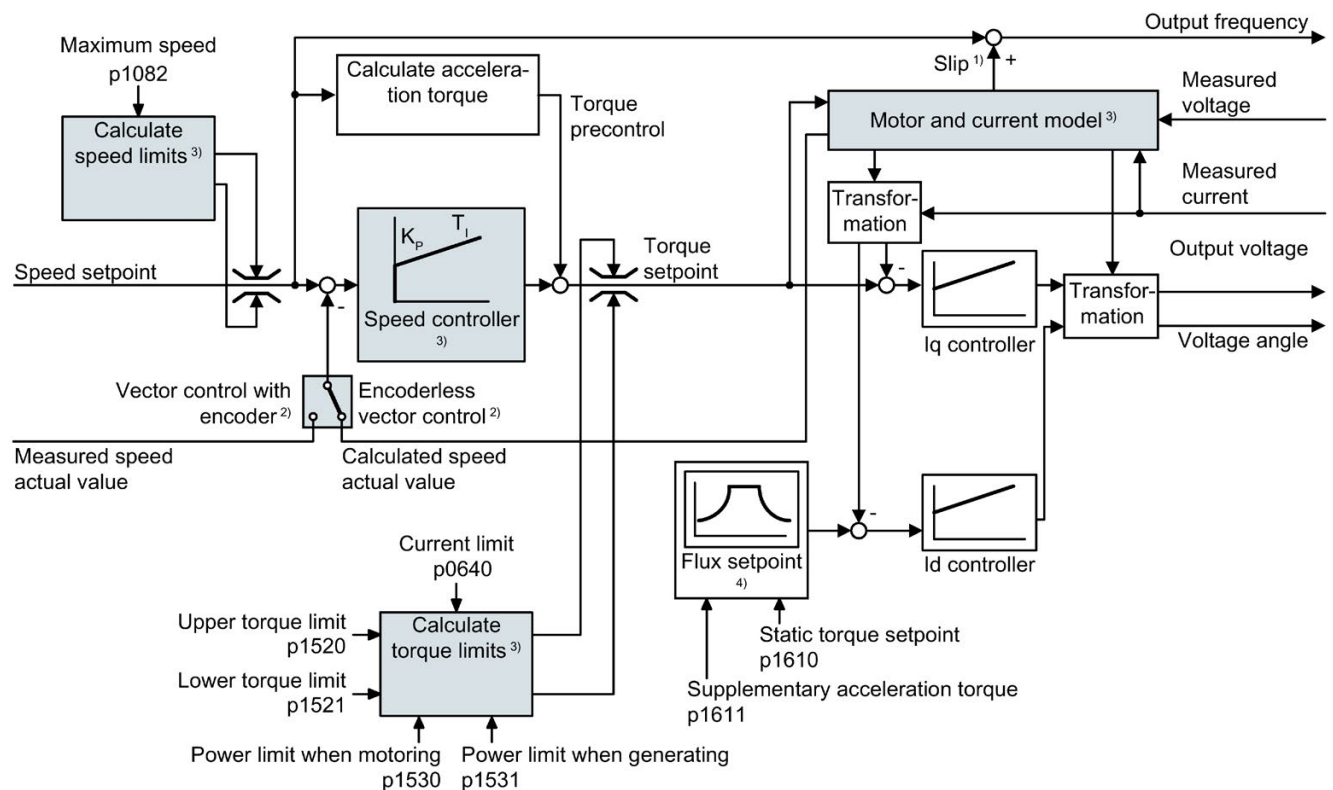 Output frequency
Maximum speed
p1082
Calculate accelera-
tion torque
Slip 1) +
Measured
voltage
Torque
precontrol
Calculate
speed limits 3)
Motor and current model 3)
Measured
current
Transfor-
mation
KP TI
Torque
setpoint
Output voltage
Speed setpoint
-
-
Transfor-
mation
Speed controller
3)
Iq controller
Voltage angle
Vector control with
encoder 2)
Encoderless
vector control 2)
Measured speed
actual value
Calculated speed
actual value
-
Flux setpoint
4)
Id controller
Current limit
p0640
Upper torque limit
p1520
Calculate
torque limits 3)
Static torque setpoint
p1610
Lower torque limit
p1521
Supplementary acceleration torque
p1611
Power limit when motoring
p1530
Power limit when generating
p1531